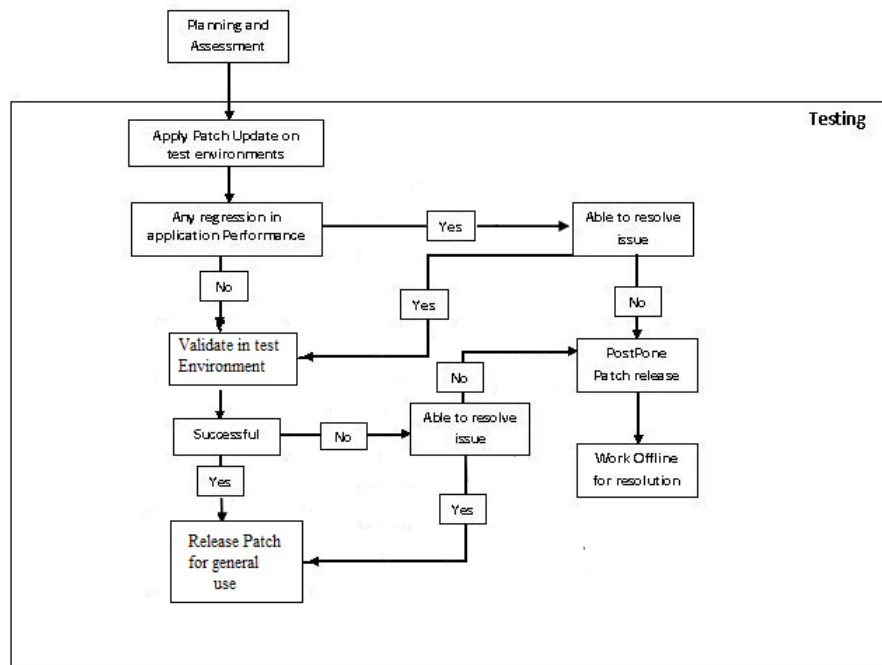 Planning and
Assessment
Testing
Apply Patch Update on
test environments
Any regression in
application Performance
Yes
Able to resolve
issue
No
Yes
No
Validate in test
Environment
PostPone
Patch release
No
Successful
No
Able to resolve
issue
Work Offline
for resolution
Yes
Yes
Release Patch
for general
use